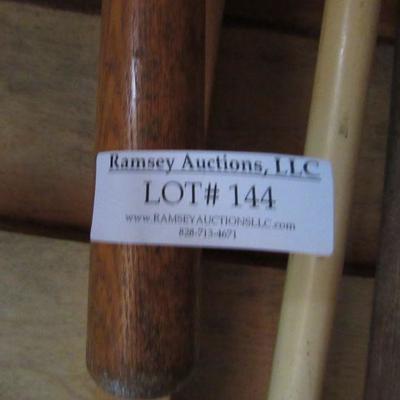 Ramsey Auctions, LLC
LOT# 144
www.RAMSEYAUCTIONSLLC.com
828-713-4671